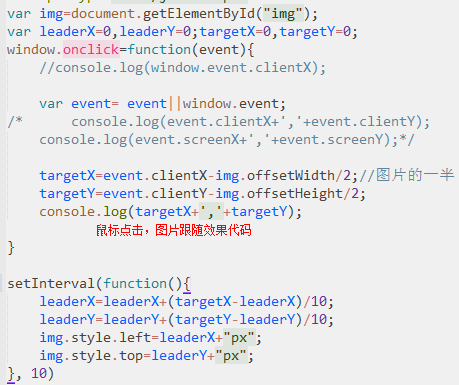 var img=document.getElementById("img");
var leaderX=0,leaderY=0;targetX=0,targetY=0;
window.onclick=function(event){
    //console.log(window.event.clientX);
    var event= event||window.event;
/*      console.log(event.clientX+','+event.clientY);
    console.log(event.screenX+','+event.screenY);*/
    targetX=event.clientX-img.offsetWidth/2;//图片的一半
    targetY=event.clientY-img.offsetHeight/2;
    console.log(targetX+','+targetY);
鼠标点击，图片跟随效果代码
}
setInterval(function(){
    leaderX=leaderX+(targetX-leaderX)/10;
    leaderY=leaderY+(targetY-leaderY)/10;
    img.style.left=leaderX+"px";
    img.style.top=leaderY+"px";
}, 10)